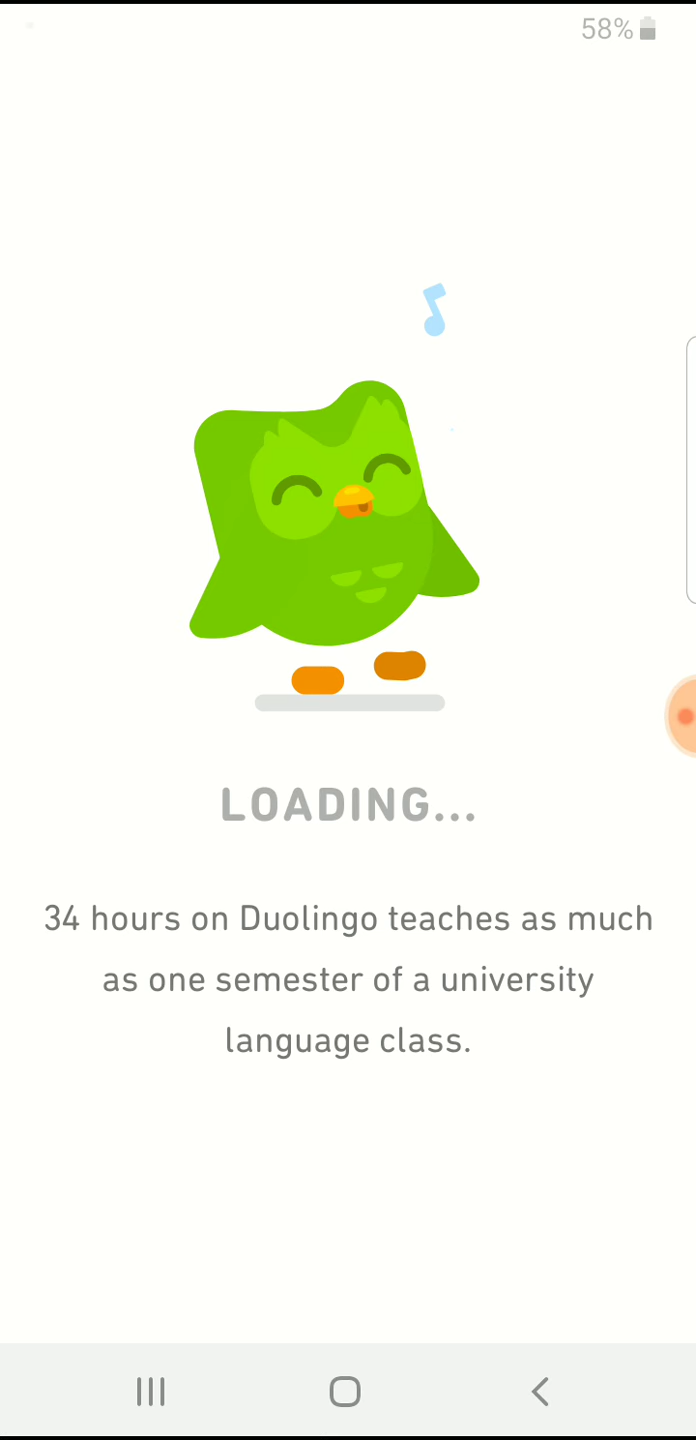 58%
LOADING...
34 hours on Duolingo teaches as much
as one semester of a university
language class.